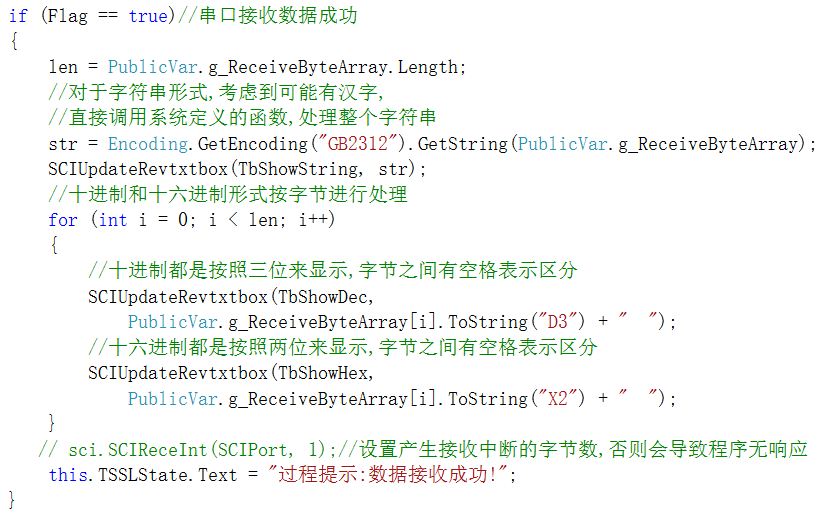 if (Flag == true)//串口接收数据成功
{
    len = PublicVar.g_ReceiveByteArray.Length;
    //对于字符串形式,考虑到可能有汉字,
    //直接调用系统定义的函数,处理整个字符串
    str = Encoding.GetEncoding("GB2312").GetString(PublicVar.g_ReceiveByteArray);
    SCIUpdateRevtxtbox(TbShowString, str);
    //十进制和十六进制形式按字节进行处理
    for (int i = 0; i < len; i++)
    {
        //十进制都是按照三位来显示,字节之间有空格表示区分
        SCIUpdateRevtxtbox(TbShowDec,
            PublicVar.g_ReceiveByteArray[i].ToString("D3") + "  ");
        //十六进制都是按照两位来显示,字节之间有空格表示区分
        SCIUpdateRevtxtbox(TbShowHex,
            PublicVar.g_ReceiveByteArray[i].ToString("X2") + "  ");
    }
   // sci.SCIReceInt(SCIPort, 1);//设置产生接收中断的字节数,否则会导致程序无响应
    this.TSSLState.Text = "过程提示:数据接收成功!";
}